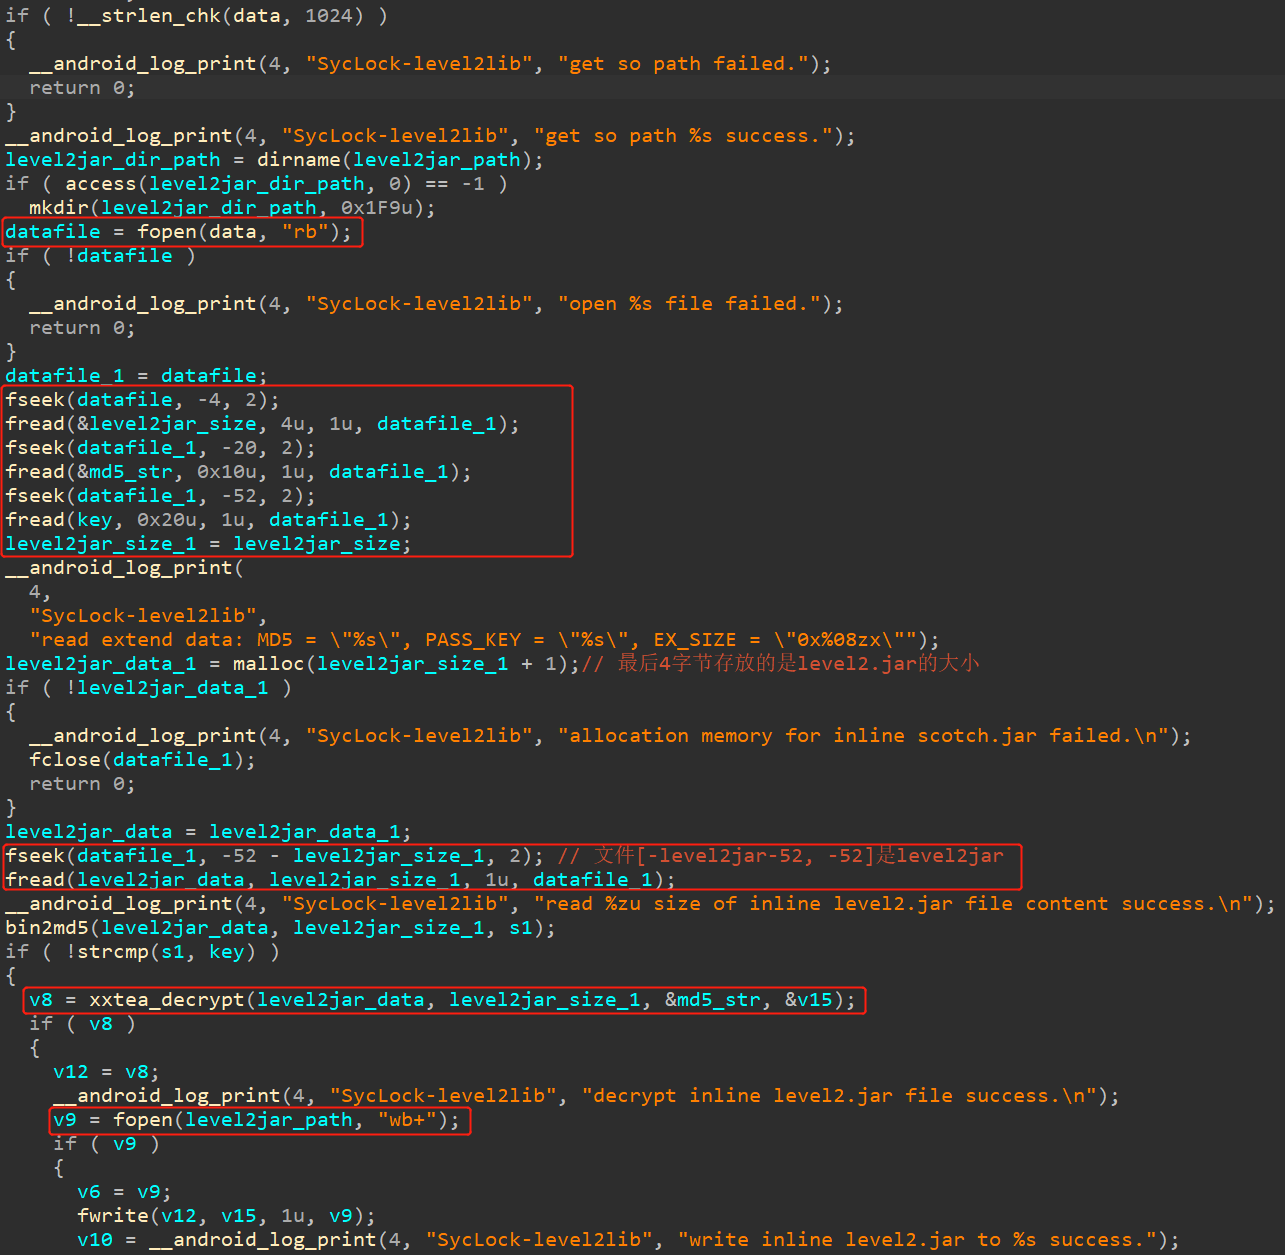 if ( !__strlen_chk(data, 1024) )
{
  __android_log_print(4, "SycLock-level2lib", "get so path failed.");
  return 0;
}
__android_log_print(4, "SycLock-level2lib", "get so path %s success.");
level2jar_dir_path = dirname(level2jar_path);
if ( access(level2jar_dir_path, 0) == -1 )
  mkdir(level2jar_dir_path, 0x1F9u);
datafile = fopen(data, "rb");
if ( !datafile )
{
  __android_log_print(4, "SycLock-level2lib", "open %s file failed.");
  return 0;
}
datafile_1 = datafile;
fseek(datafile, -4, 2);
fread(&level2jar_size, 4u, 1u, datafile_1);
fseek(datafile_1, -20, 2);
fread(&md5_str, 0x10u, 1u, datafile_1);
fseek(datafile_1, -52, 2);
fread(key, 0x20u, 1u, datafile_1);
level2jar_size_1 = level2jar_size;
__android_log_print(
  4,
  "SycLock-level2lib",
  "read extend data: MD5 = \"%s\", PASS_KEY = \"%s\", EX_SIZE = \"0x%08zx\"");
level2jar_data_1 = malloc(level2jar_size_1 + 1);// 最后4字节存放的是level2.jar的大小
if ( !level2jar_data_1 )
{
  __android_log_print(4, "SycLock-level2lib", "allocation memory for inline scotch.jar failed.\n");
  fclose(datafile_1);
  return 0;
}
level2jar_data = level2jar_data_1;
fseek(datafile_1, -52 - level2jar_size_1, 2); // 文件[-level2jar-52, -52]是level2jar
fread(level2jar_data, level2jar_size_1, 1u, datafile_1);
__android_log_print(4, "SycLock-level2lib", "read %zu size of inline level2.jar file content success.\n");
bin2md5(level2jar_data, level2jar_size_1, s1);
if ( !strcmp(s1, key) )
{
  v8 = xxtea_decrypt(level2jar_data, level2jar_size_1, &md5_str, &v15);
  if ( v8 )
  {
    v12 = v8;
    __android_log_print(4, "SycLock-level2lib", "decrypt inline level2.jar file success.\n");
    v9 = fopen(level2jar_path, "wb+");
    if ( v9 )
    {
      v6 = v9;
      fwrite(v12, v15, 1u, v9);
      v10 = __android_log_print(4, "SycLock-level2lib", "write inline level2.jar to %s success.");